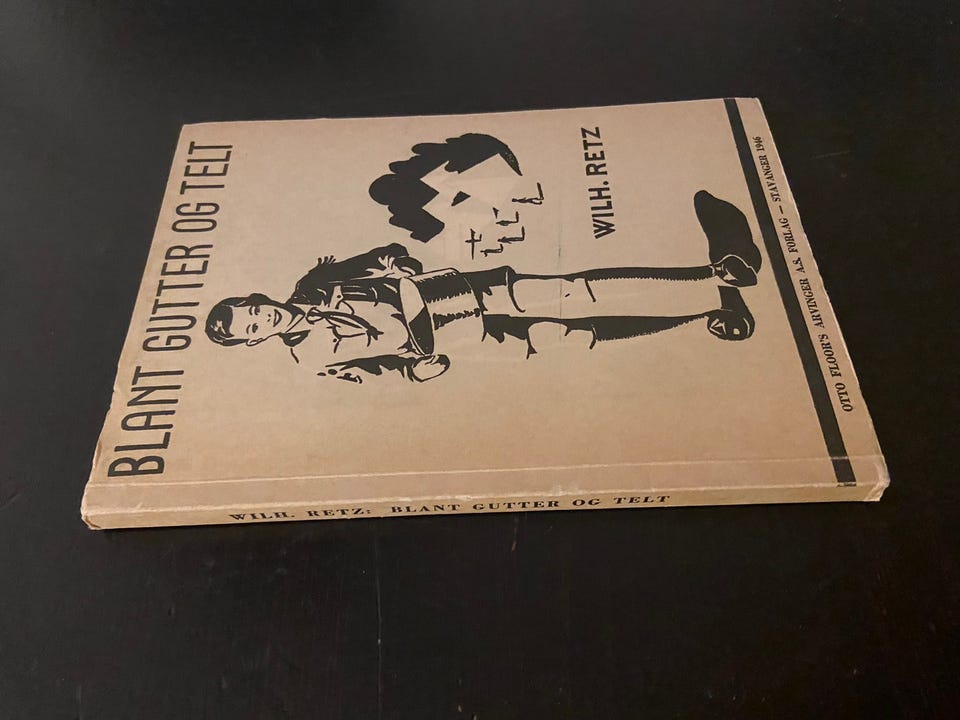 BLANT GUTTER OG TELT
WILH. RETZ
OTTO FLOOR'S ARVINGER A.S. FORLAG — STAVANGER 1946
WILH. RETZ: BLANT GUTTER OG TELT